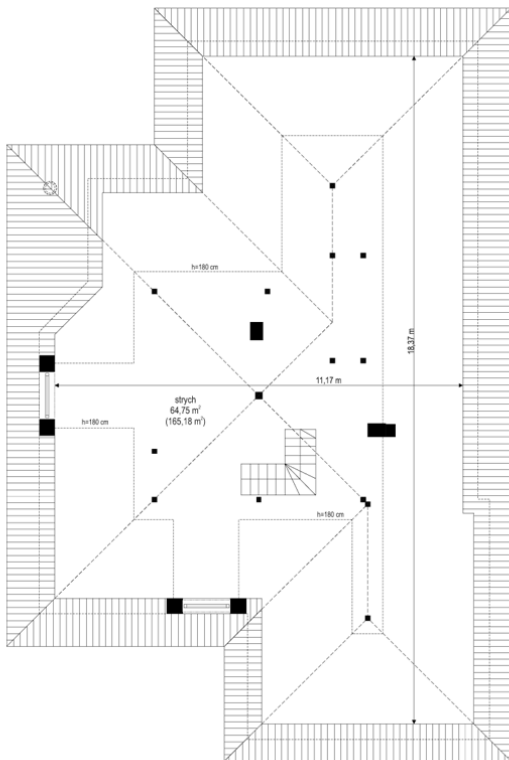 h=180 cm
18,37 m
11,17 m
strych
64,75 m²
(165,18 m²)
h=180 cm
h=180 cm